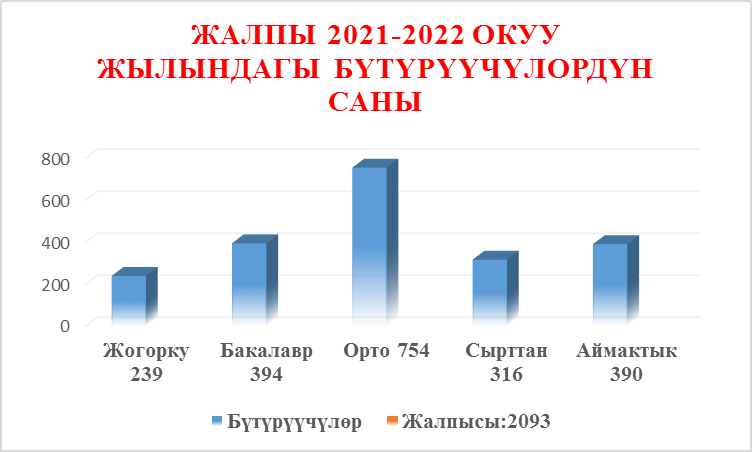 ЖАЛПЫ 2021-2022 ОКУУ
ЖЫЛЫНДАГЫ БҮТҮРҮҮЧҮЛОРДҮН
САНЫ
800
600
400
200
0
Жогорку
239
Бакалавр
394
Орто 754
Сырттан
316
Аймактык
390
Бүтүрүүчүлөр
Жалпысы:2093